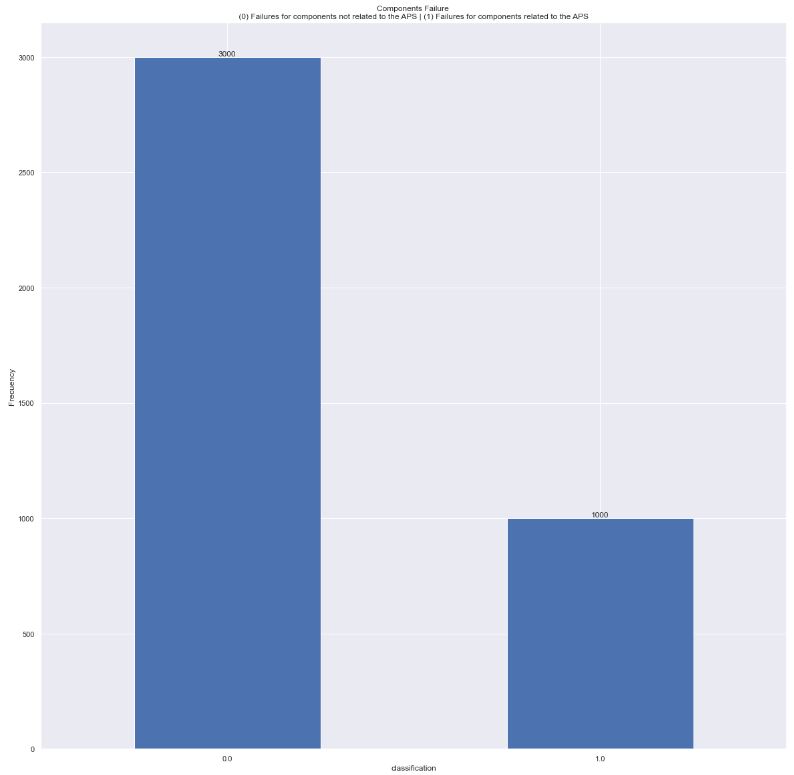 Components Failure
(0) Failures for components not related to the APS | (1) Failures for components related to the APS
3000
3000
2500
2000
Frecuency
1500
1000
1000
500
0
0.0
1.0
classification